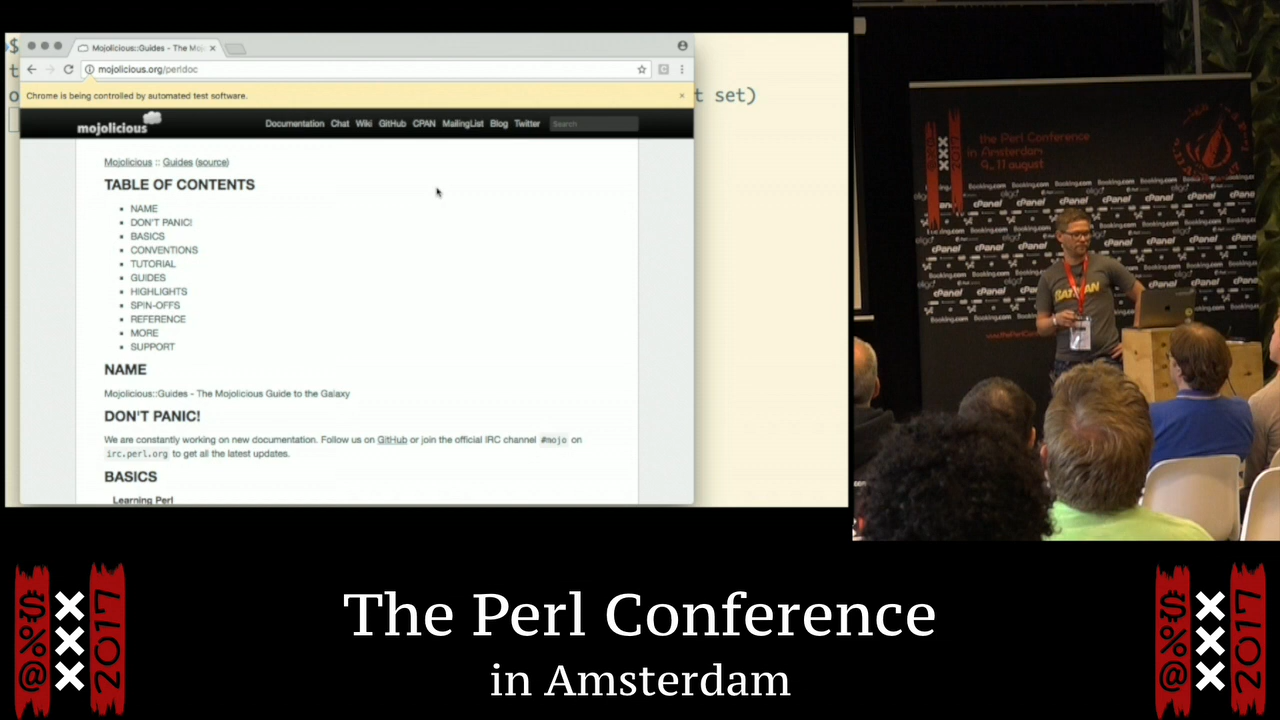 $
t
o
t set)
Mojolicious::Guides - The Moj
mojolicious.org/perldoc
Chrome is being controlled by automated test software.
mojolicious
Documentation Chat Wiki GitHub CPAN MailingList Blog Twitter Search
Mojolicious :: Guides (source)
TABLE OF CONTENTS
NAME
DON'T PANIC!
BASICS
CONVENTIONS
TUTORIAL
GUIDES
HIGHLIGHTS
SPIN-OFFS
REFERENCE
MORE
SUPPORT
NAME
Mojolicious::Guides - The Mojolicious Guide to the Galaxy
DON'T PANIC!
We are constantly working on new documentation. Follow us on GitHub or join the official IRC channel #mojo on
irc.perl.org to get all the latest updates.
BASICS
Learning Perl
the Perl Conference
in Amsterdam
9-11 august
Booking.com
cPanel
BATMAN
The Perl Conference
in Amsterdam
$%@ XXX 2017
$%@ XXX 2017